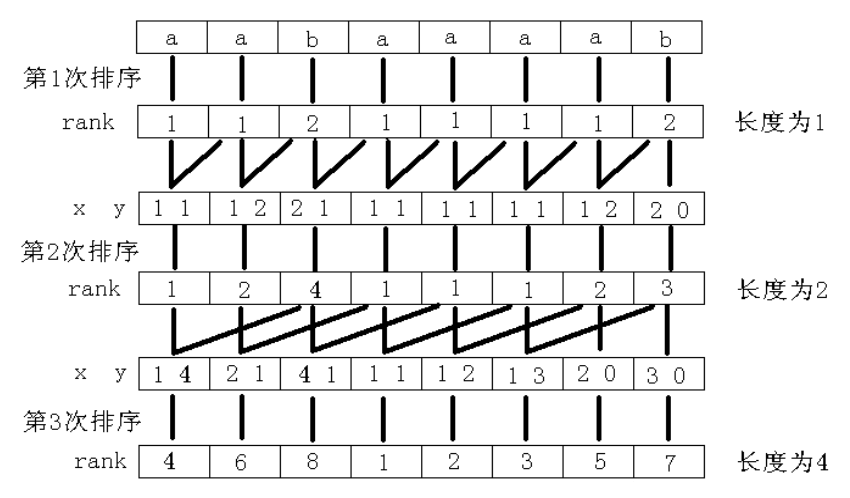 a a b a a a a b
第1次排序
rank 1 1 2 1 1 1 1 2 长度为1
x y 1 1 1 2 2 1 1 1 1 1 1 1 1 2 2 0
第2次排序
rank 1 2 4 1 1 1 2 3 长度为2
x y 1 4 2 1 4 1 1 1 1 2 1 3 2 0 3 0
第3次排序
rank 4 6 8 1 2 3 5 7 长度为4